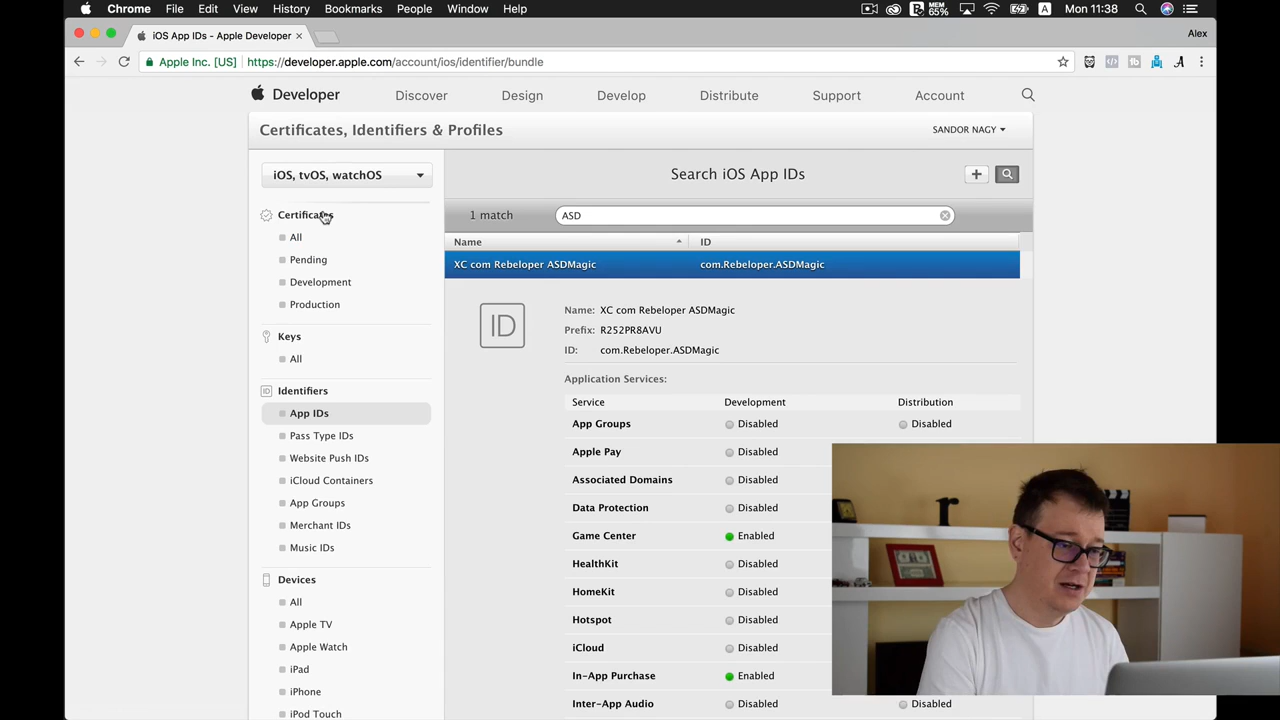 Chrome File Edit View History Bookmarks People Window Help MEM 65% A Mon 11:38
iOS App IDs - Apple Developer
Alex
Apple Inc. [US] https://developer.apple.com/account/ios/identifier/bundle
Developer Discover Design Develop Distribute Support Account
Certificates, Identifiers & Profiles
SANDOR NAGY
iOS, tvOS, watchOS
Certificates
All
Pending
Development
Production
Keys
All
Identifiers
App IDs
Pass Type IDs
Website Push IDs
iCloud Containers
App Groups
Merchant IDs
Music IDs
Devices
All
Apple TV
Apple Watch
iPad
iPhone
iPod Touch
Search iOS App IDs
1 match ASD
Name ID
XC com Rebeloper ASDMagic com.Rebeloper.ASDMagic
ID
Name: XC com Rebeloper ASDMagic
Prefix: R252PR8AVU
ID: com.Rebeloper.ASDMagic
Application Services:
Service Development Distribution
App Groups Disabled Disabled
Apple Pay Disabled
Associated Domains Disabled
Data Protection Disabled
Game Center Enabled
HealthKit Disabled
HomeKit Disabled
Hotspot Disabled
iCloud Disabled
In-App Purchase Enabled
Inter-App Audio Disabled Disabled